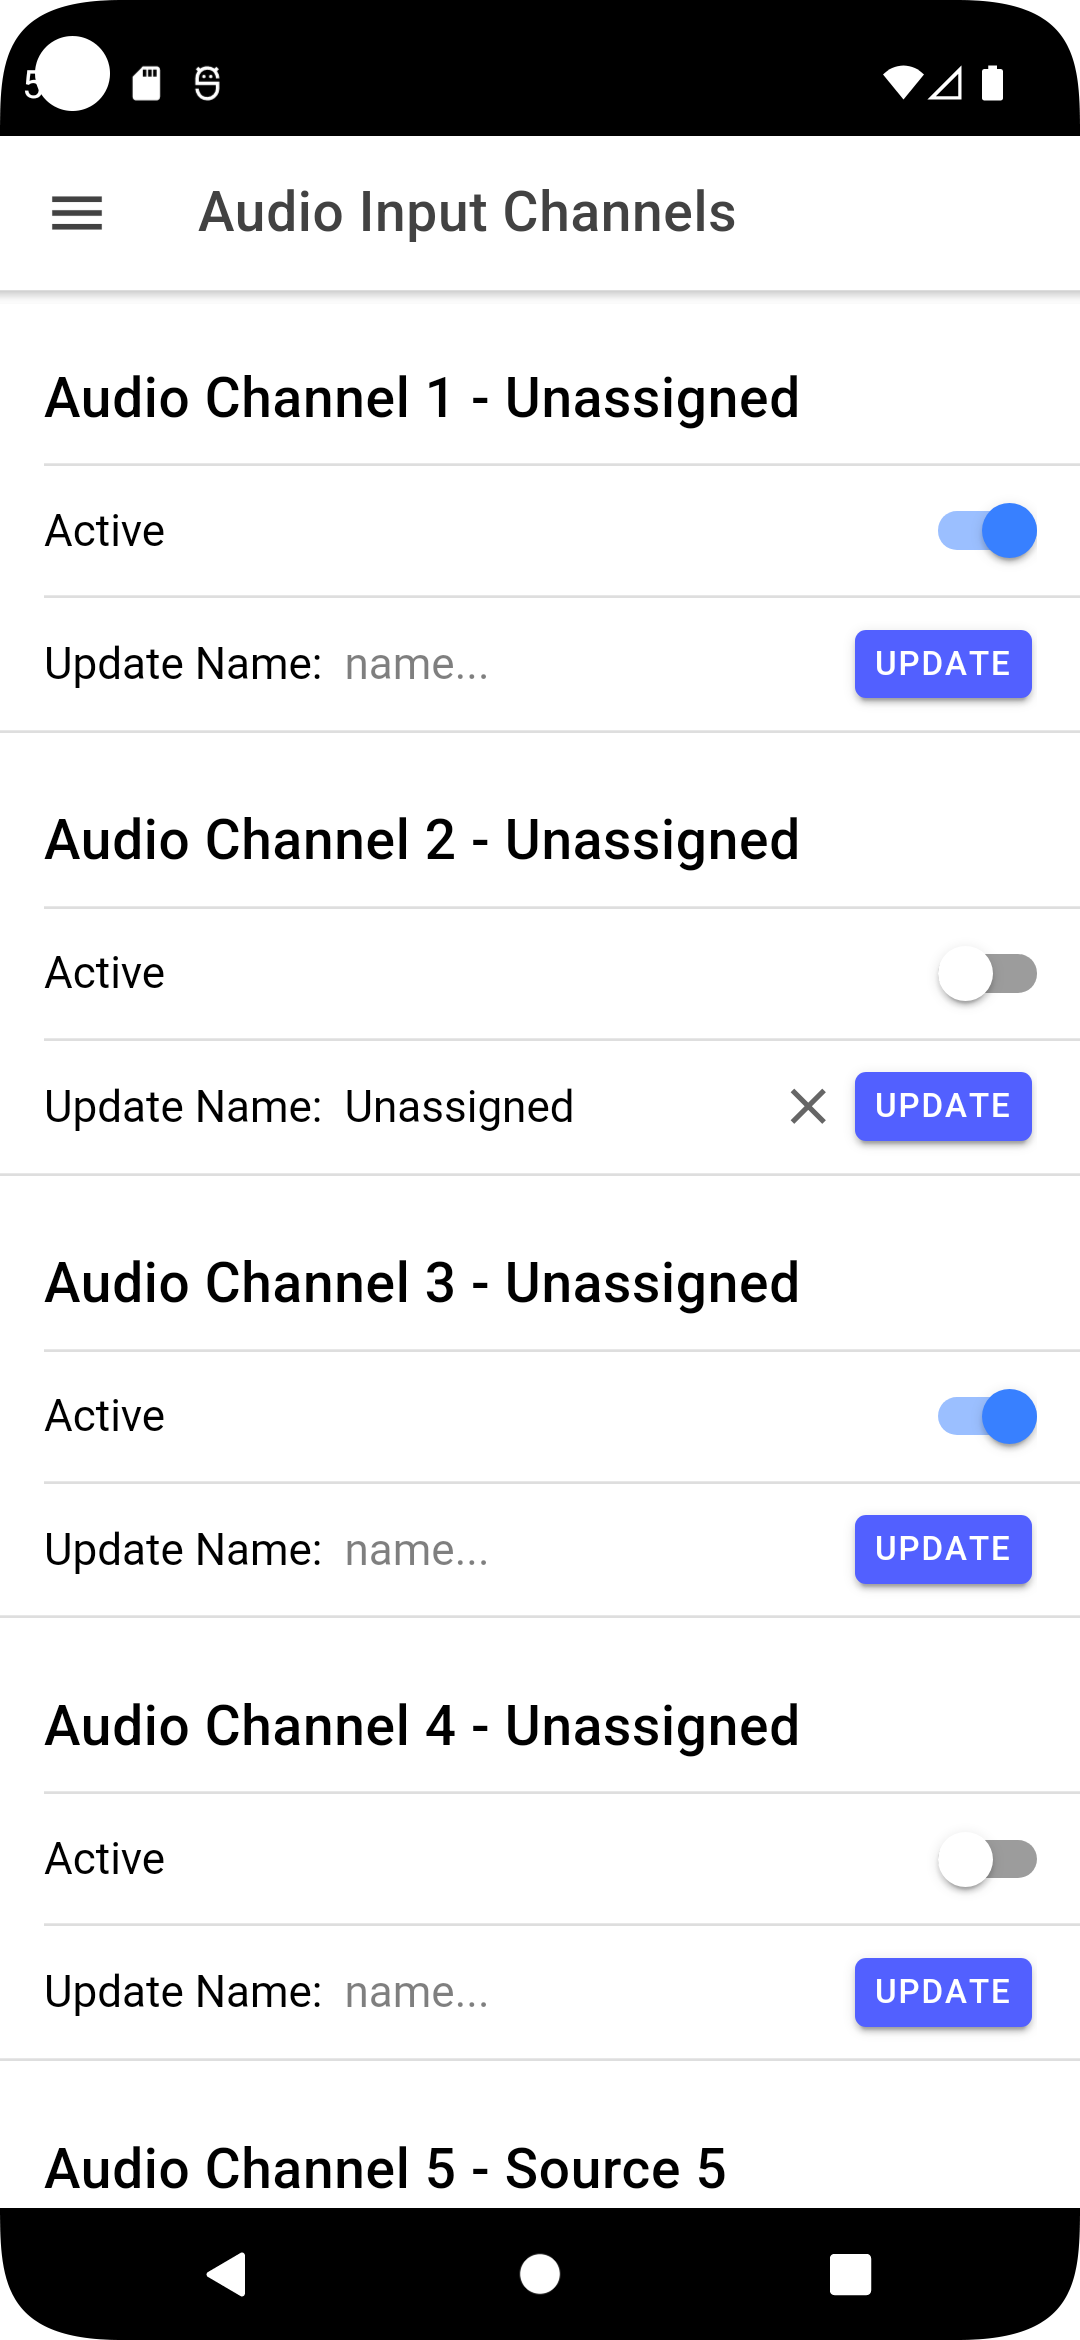 5
Audio Input Channels
Audio Channel 1 - Unassigned
Active
Update Name: name...
UPDATE
Audio Channel 2 - Unassigned
Active
Update Name: Unassigned
UPDATE
Audio Channel 3 - Unassigned
Active
Update Name: name...
UPDATE
Audio Channel 4 - Unassigned
Active
Update Name: name...
UPDATE
Audio Channel 5 - Source 5